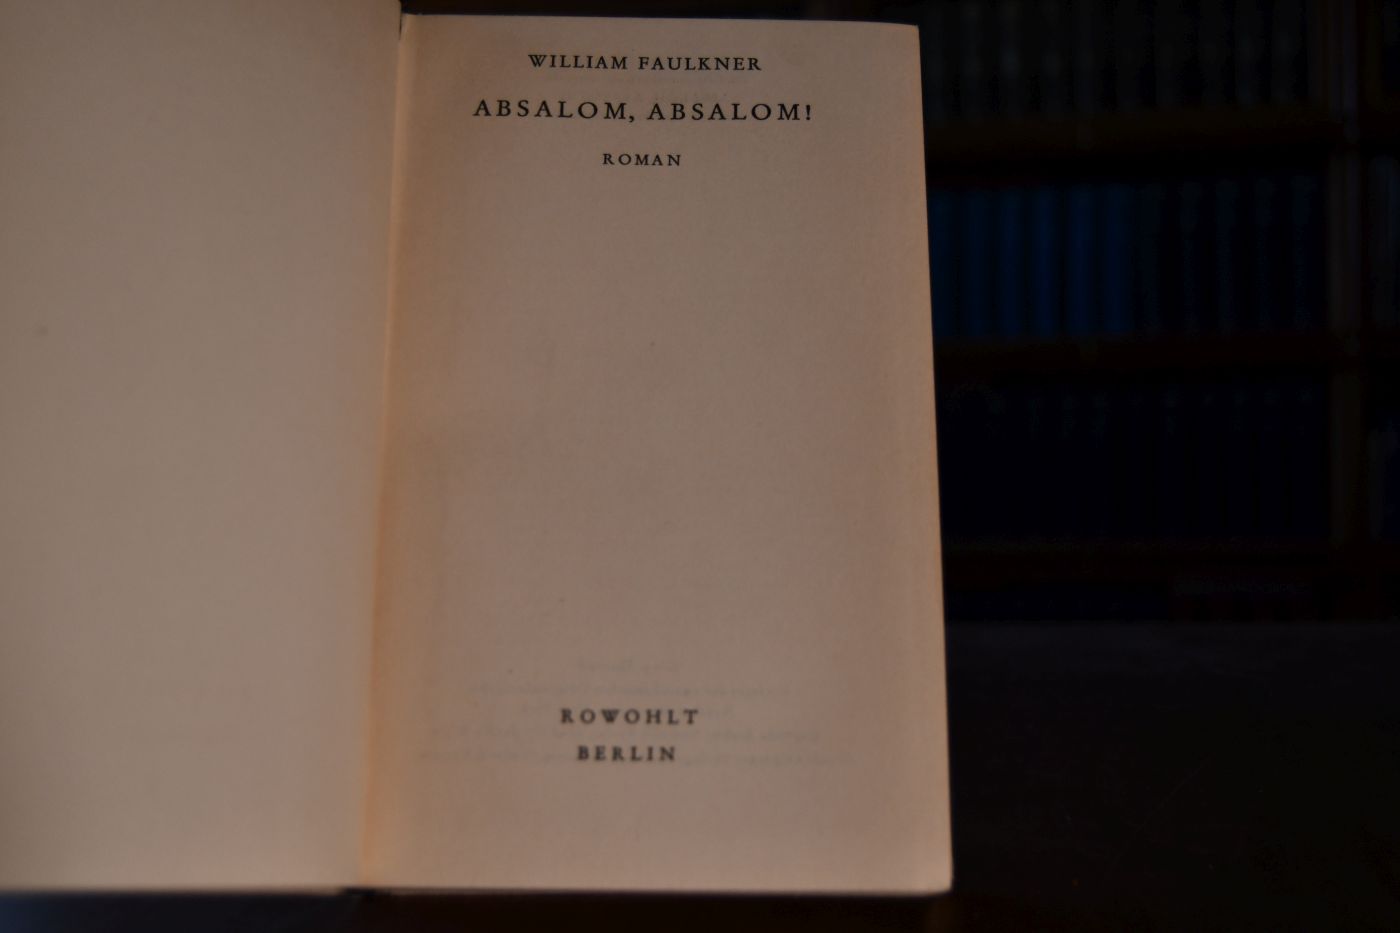 WILLIAM FAULKNER
ABSALOM, ABSALOM!
ROMAN
ROWOHLT
BERLIN